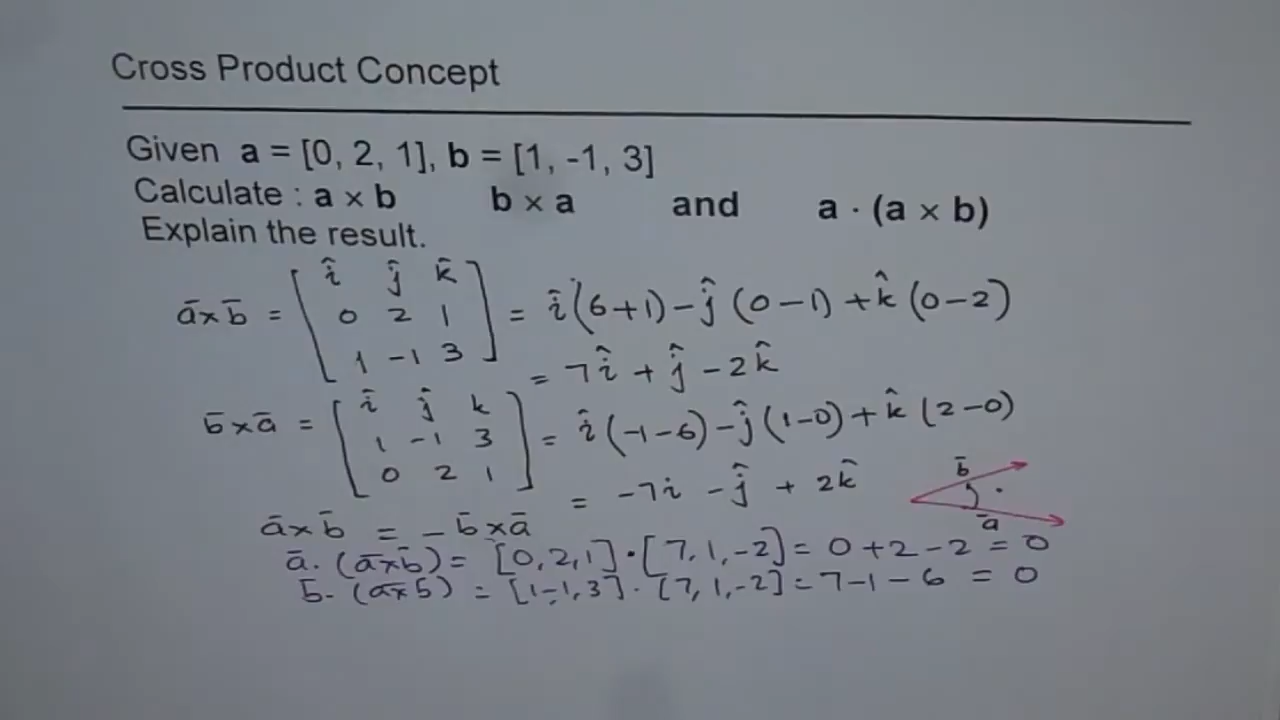 Cross Product Concept
Given a = [0, 2, 1], b = [1, -1, 3]
Calculate : a × b b × a and a · (a × b)
Explain the result.
a̅×b̅ = [ î ĵ k̂ = î(6+1) – ĵ(0–1) + k̂(0–2)
0 2 1
1 –1 3 ]
= 7î + ĵ – 2k̂
b̅×a̅ = [ î ĵ k = î(–1–6) – ĵ(1–0) + k̂(2–0)
1 –1 3
0 2 1 ]
= –7i – ĵ + 2k̂
b̅
a̅
a̅×b̅ = – b̅×a̅
a̅. (a̅×b̅) = [0,2,1]·[7,1,–2] = 0+2–2 = 0
b̅. (a̅×b̅) = [1–1,3]·[7,1,–2] = 7–1–6 = 0